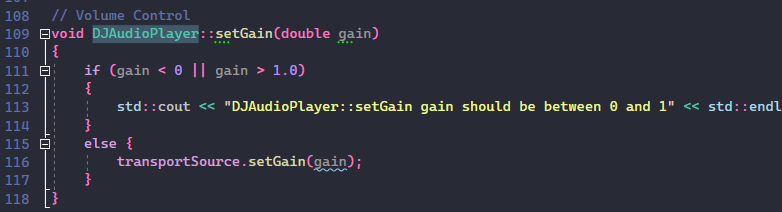 108 // Volume Control
109 void DJAudioPlayer::setGain(double gain)
110 {
111 if (gain < 0 || gain > 1.0)
112 {
113 std::cout << "DJAudioPlayer::setGain gain should be between 0 and 1" << std::endl
114 }
115 else {
116 transportSource.setGain(gain);
117 }
118 }